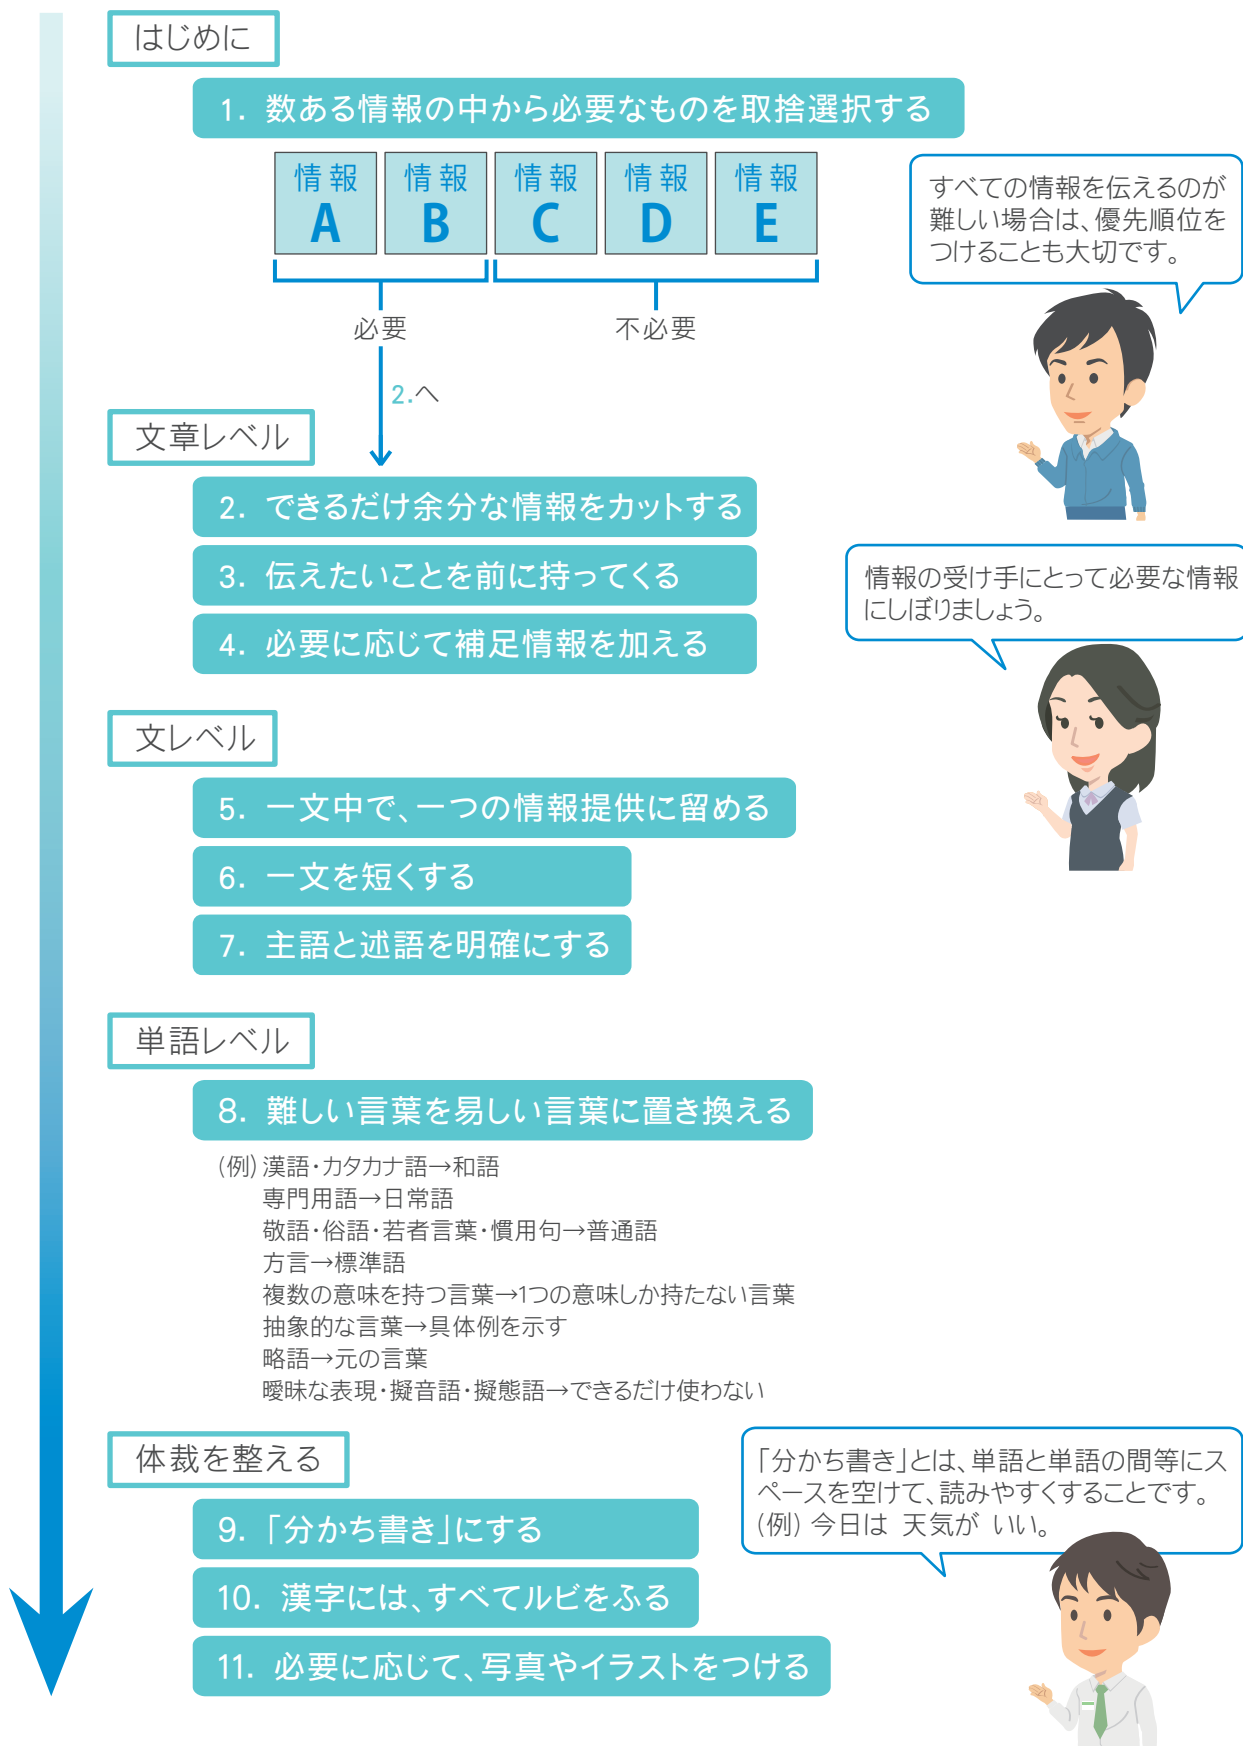 はじめに
1. 数ある情報の中から必要なものを取捨選択する
情報 情報 情報 情報 情報
A B C D E
必要 不必要
2.へ
すべての情報を伝えるのが
難しい場合は、優先順位を
つけることも大切です。
文章レベル
2. できるだけ余分な情報をカットする
3. 伝えたいことを前に持ってくる
4. 必要に応じて補足情報を加える
情報の受け手にとって必要な情報
にしぼりましょう。
文レベル
5. 一文中で、一つの情報提供に留める
6. 一文を短くする
7. 主語と述語を明確にする
単語レベル
8. 難しい言葉を易しい言葉に置き換える
(例) 漢語・カタカナ語→和語
専門用語→日常語
敬語・俗語・若者言葉・慣用句→普通語
方言→標準語
複数の意味を持つ言葉→1つの意味しか持たない言葉
抽象的な言葉→具体例を示す
略語→元の言葉
曖昧な表現・擬音語・擬態語→できるだけ使わない
体裁を整える
9. 「分かち書き」にする
10. 漢字には、すべてルビをふる
11. 必要に応じて、写真やイラストをつける
「分かち書き」とは、単語と単語の間等にス
ペースを空けて、読みやすくすることです。
(例) 今日は 天気が いい。